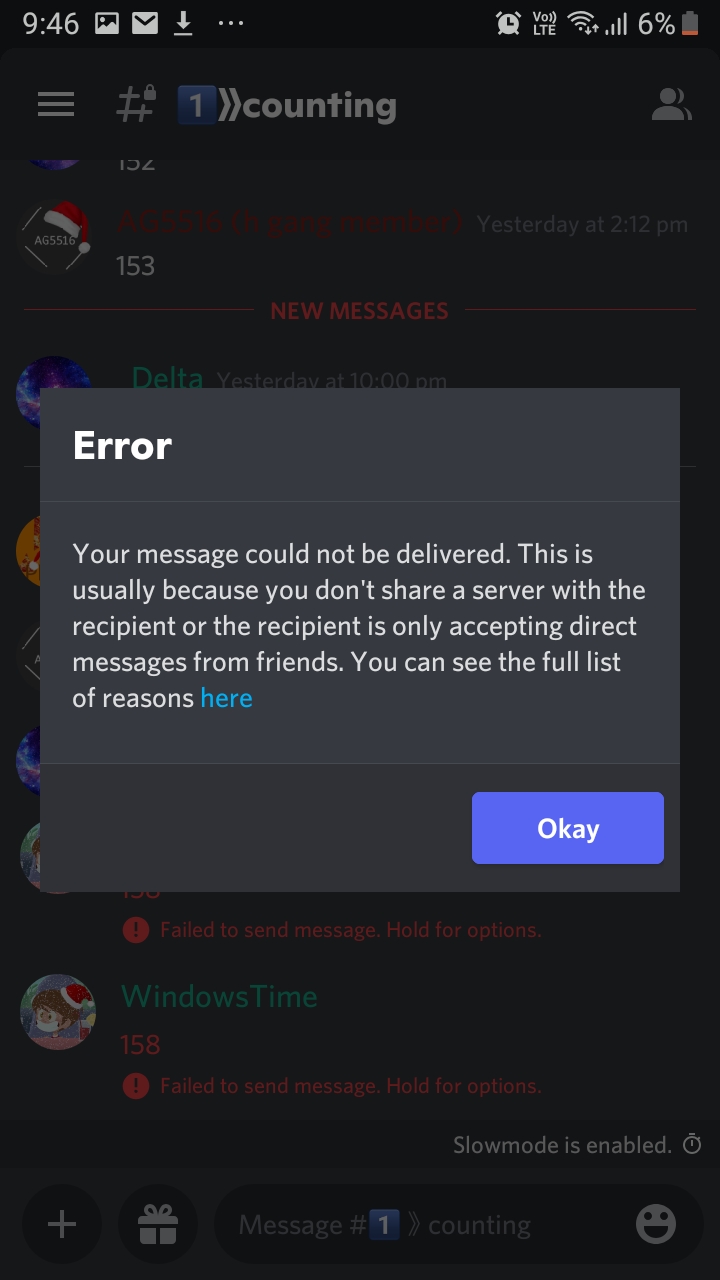 9:46 Vo)) LTE 6%
# 1⟫counting
152
AG5516 (h gang member) Yesterday at 2:12 pm
AG5516
153
NEW MESSAGES
Delta Yesterday at 10:00 pm
Error
Your message could not be delivered. This is
usually because you don't share a server with the
recipient or the recipient is only accepting direct
messages from friends. You can see the full list
of reasons here
Okay
158
Failed to send message. Hold for options.
WindowsTime
158
Failed to send message. Hold for options.
Slowmode is enabled.
Message #1⟫ counting